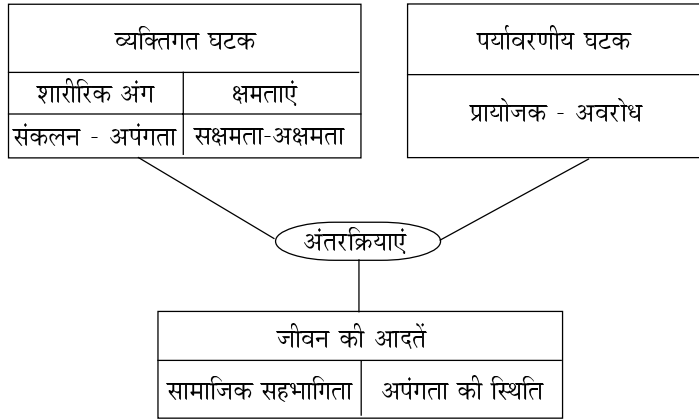 व्यक्तिगत घटक
शारीरिक अंग
क्षमताएं
संकलन - अपंगता
सक्षमता-अक्षमता
पर्यावरणीय घटक
प्रायोजक - अवरोध
अंतरक्रियाएं
जीवन की आदतें
सामाजिक सहभागिता
अपंगता की स्थिति